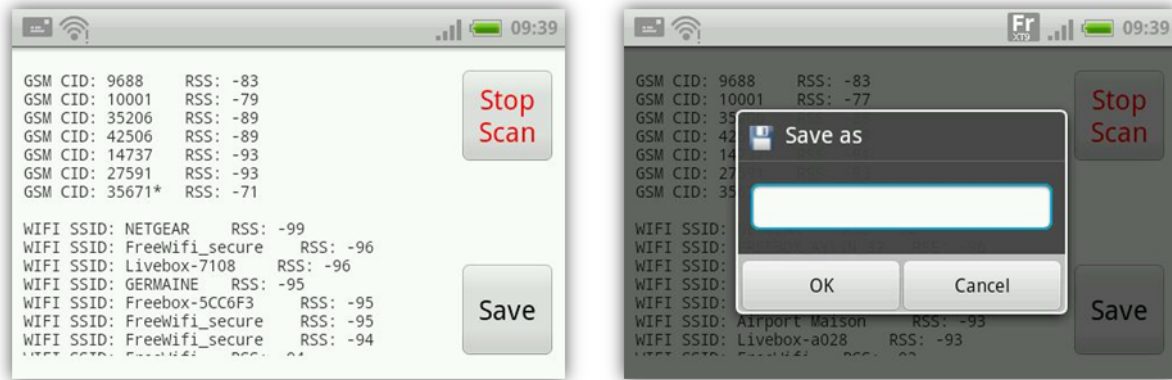 09:39
GSM CID: 9688 RSS: -83
GSM CID: 10001 RSS: -79
GSM CID: 35206 RSS: -89
GSM CID: 42506 RSS: -89
GSM CID: 14737 RSS: -93
GSM CID: 27591 RSS: -93
GSM CID: 35671* RSS: -71
Stop
Scan
WIFI SSID: NETGEAR RSS: -99
WIFI SSID: FreeWifi_secure RSS: -96
WIFI SSID: Livebox-7108 RSS: -96
WIFI SSID: GERMAINE RSS: -95
WIFI SSID: Freebox-5CC6F3 RSS: -95
WIFI SSID: FreeWifi_secure RSS: -95
WIFI SSID: FreeWifi_secure RSS: -94
Save
Fr
XT9
09:39
GSM CID: 9688 RSS: -83
GSM CID: 10001 RSS: -77
GSM CID: 35
GSM CID: 42
GSM CID: 14
GSM CID: 27
GSM CID: 35
Stop
Scan
Save as
OK
Cancel
WIFI SSID:
WIFI SSID:
WIFI SSID:
WIFI SSID:
WIFI SSID:
WIFI SSID: Airport Maison RSS: -93
WIFI SSID: Livebox-a028 RSS: -93
Save